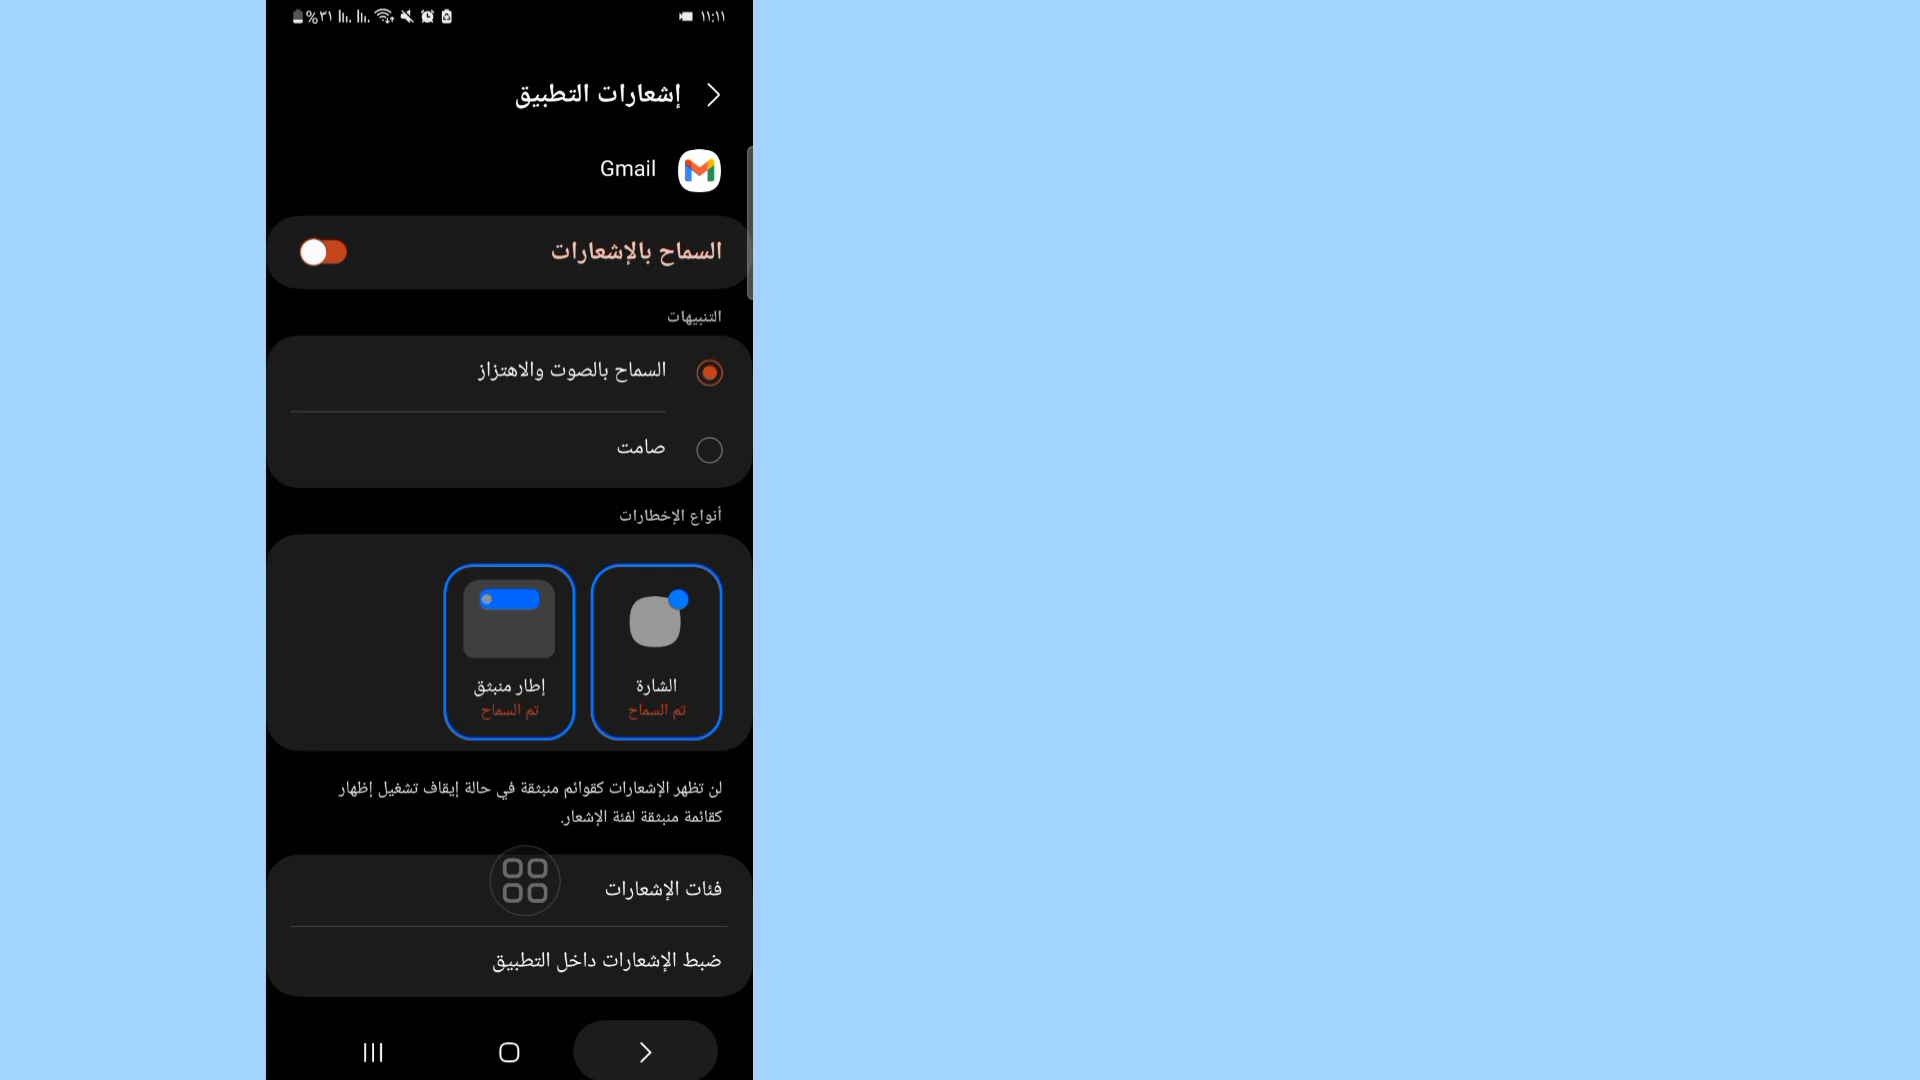 ١١:١١
%٣١
إشعارات التطبيق
Gmail
السماح بالإشعارات
التنبيهات
السماح بالصوت والاهتزاز
صامت
أنواع الإخطارات
الشارة
تم السماح
إطار منبثق
تم السماح
لن تظهر الإشعارات كقوائم منبثقة في حالة إيقاف تشغيل إظهار
كقائمة منبثقة لفئة الإشعار.
فئات الإشعارات
ضبط الإشعارات داخل التطبيق